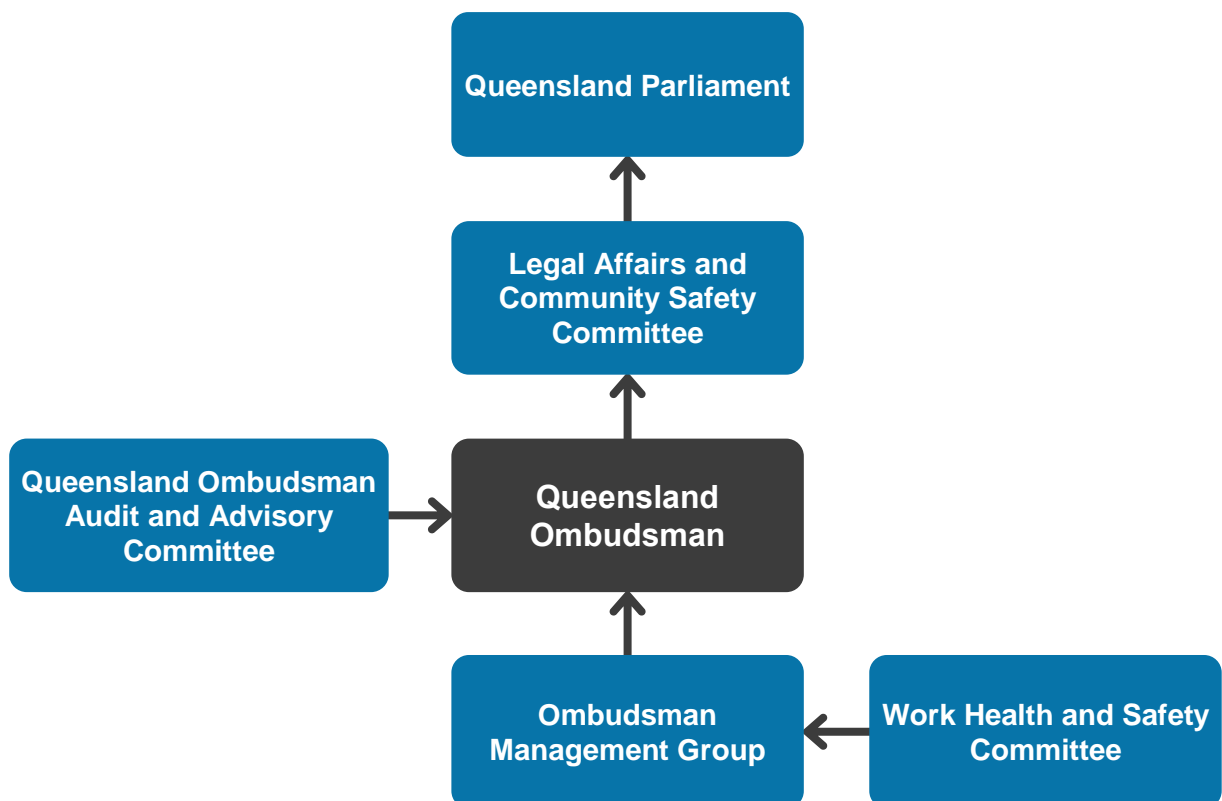 Queensland Parliament
Legal Affairs and
Community Safety
Committee
Queensland Ombudsman
Audit and Advisory
Committee
Queensland
Ombudsman
Ombudsman
Management Group
Work Health and Safety
Committee